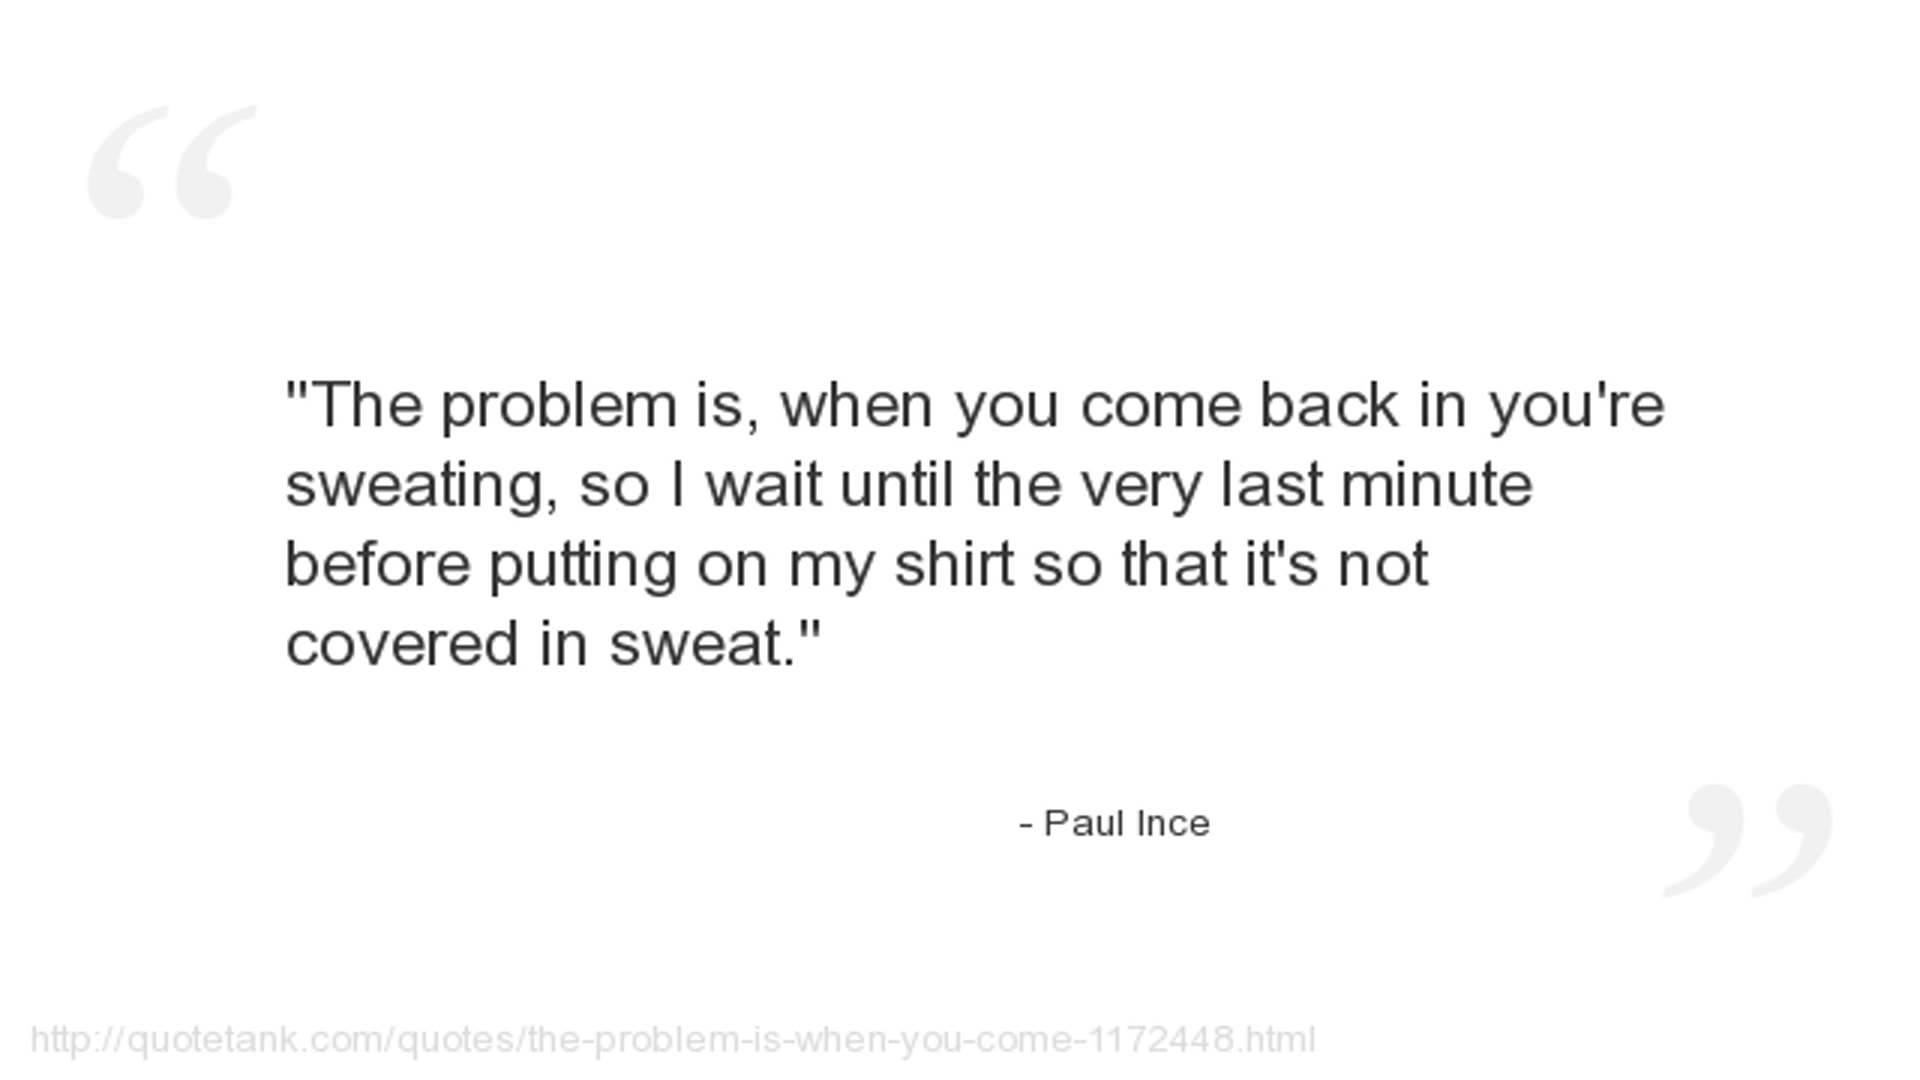 "The problem is, when you come back in you're
sweating, so I wait until the very last minute
before putting on my shirt so that it's not
covered in sweat."
- Paul Ince
http://quotetank.com/quotes/the-problem-is-when-you-come-1172448.html